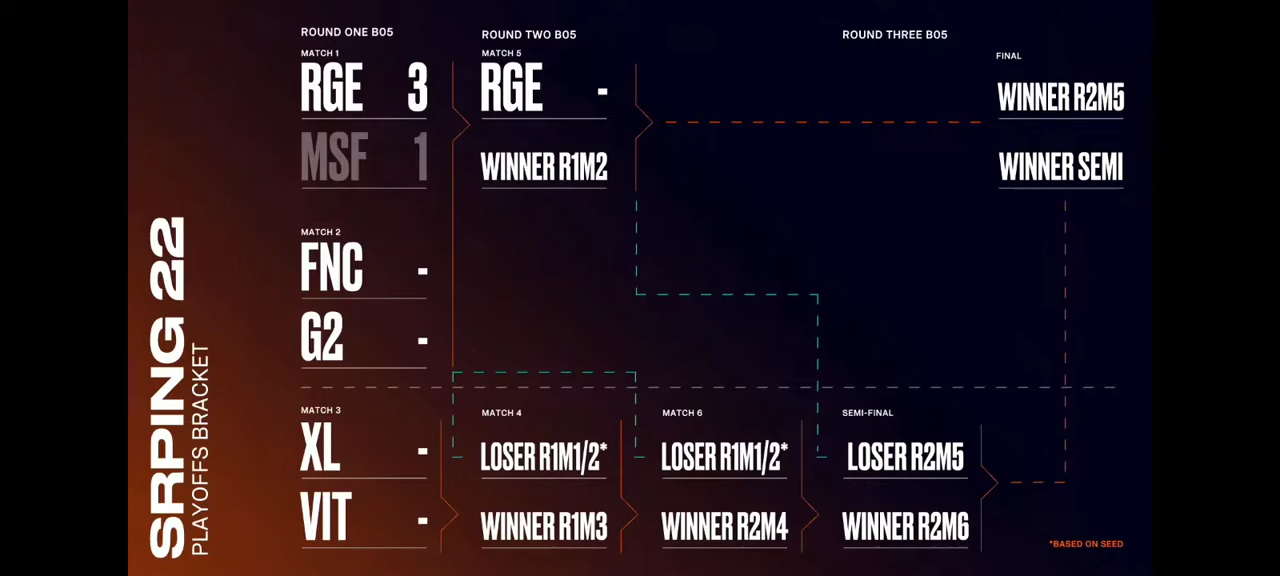 SRPING 22
PLAYOFFS BRACKET
ROUND ONE B05
MATCH 1
RGE 3
MSF 1
MATCH 2
FNC -
G2 -
MATCH 3
XL -
VIT -
ROUND TWO B05
MATCH 5
RGE -
WINNER R1M2
MATCH 4
LOSER R1M1/2*
WINNER R1M3
MATCH 6
LOSER R1M1/2*
WINNER R2M4
ROUND THREE B05
FINAL
WINNER R2M5
WINNER SEMI
SEMI-FINAL
LOSER R2M5
WINNER R2M6
*BASED ON SEED